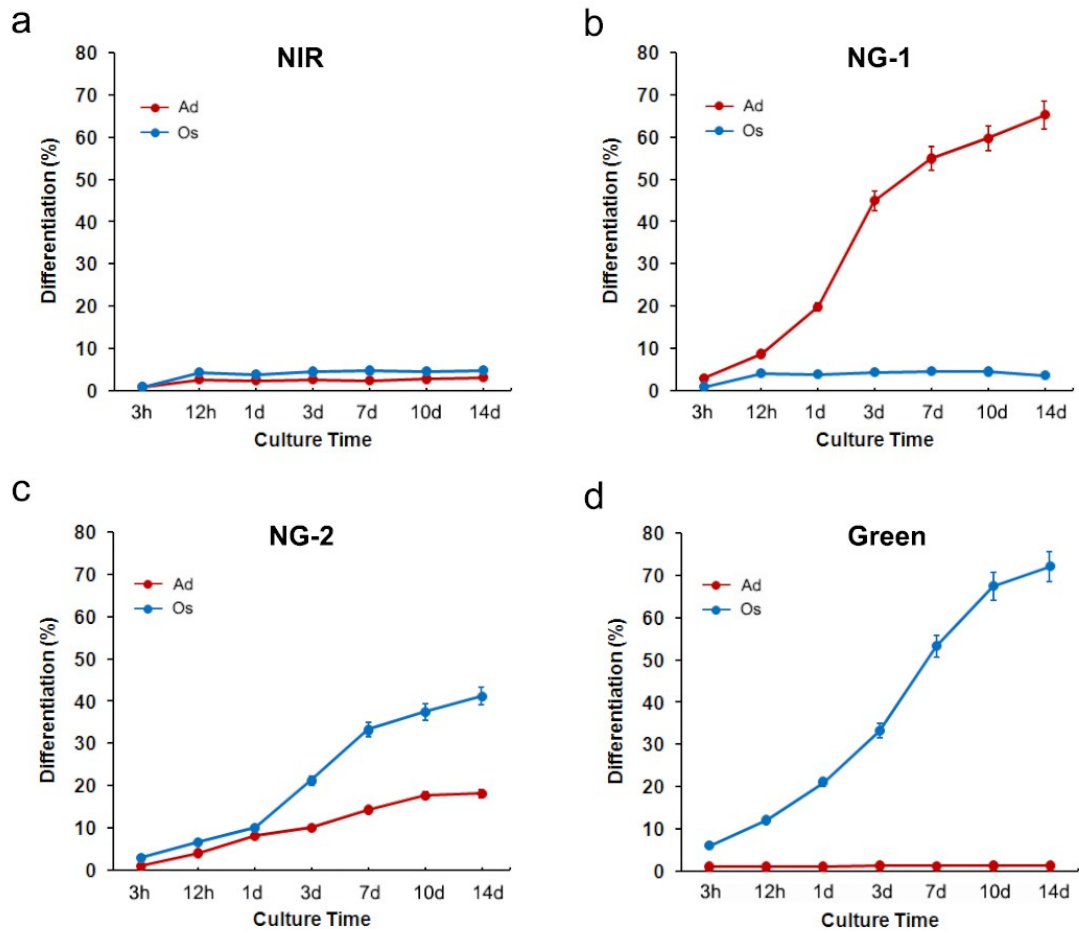 a
NIR
80
70
60
50
40
30
20
10
0
Differentiation (%)
Ad
Os
3h 12h 1d 3d 7d 10d 14d
Culture Time
b
NG-1
80
70
60
50
40
30
20
10
0
Differentiation (%)
Ad
Os
3h 12h 1d 3d 7d 10d 14d
Culture Time
c
NG-2
80
70
60
50
40
30
20
10
0
Differentiation (%)
Ad
Os
3h 12h 1d 3d 7d 10d 14d
Culture Time
d
Green
80
70
60
50
40
30
20
10
0
Differentiation (%)
Ad
Os
3h 12h 1d 3d 7d 10d 14d
Culture Time